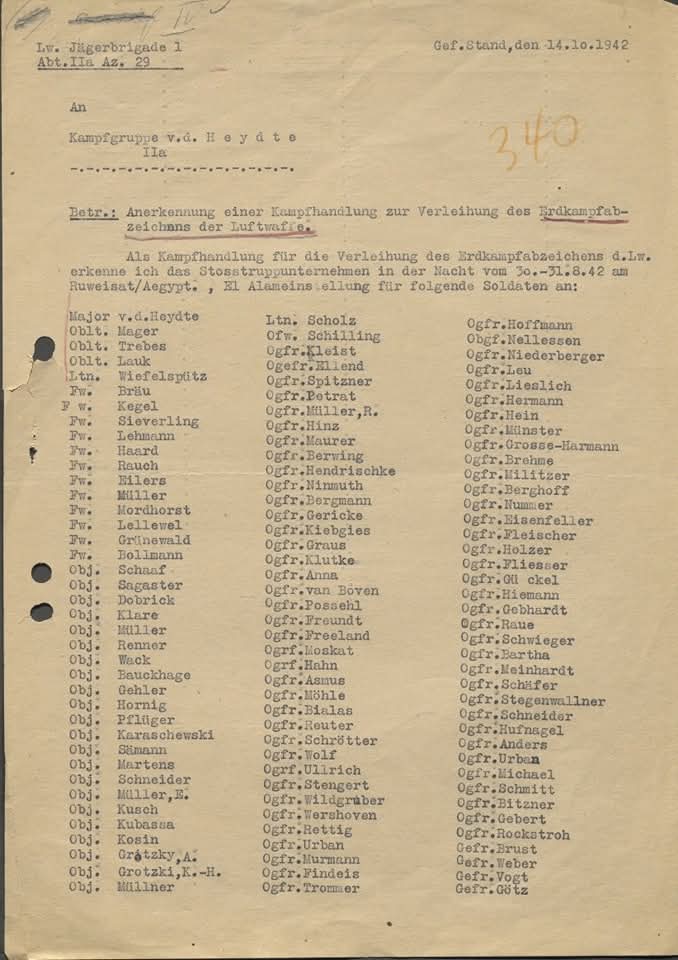 IV
Lw. Jägerbrigade 1
Gef.Stand,den 14.10.1942
Abt.IIa Az. 29
An
Kampfgruppe v.d. H e y d t e
IIa
-.-.-.-.-.-.-.-.-.-.-.-.-.-.
340
Betr.: Anerkennung einer Kampfhandlung zur Verleihung des Erdkampfab-
zeichans der Luftwaffe.
Als Kampfhandlung für die Verleihung des Erdkampfabzeichens d.Lw.
erkenne ich das Stosstruppunternehmen in der Nacht vom 30.-31.8.42 am
Ruweisat/Aegypt. , El Alameinstellung für folgende Soldaten an:
Major v.d.Heydte
Oblt. Mager
Oblt. Trebes
Oblt. Lauk
Ltn. Wiefelspütz
Fw. Bräu
F w. Kegel
Fw. Sieverling
Fw. Lehmann
Fw. Haard
Fw. Rauch
Fw. Eilers
Fw. Müller
Fw. Mordhorst
Fw. Lellewel
Fw. Grünewald
Fw. Bollmann
Obj. Schaaf
Obj. Sagaster
Obj. Dobrick
Obj. Klare
Obj. Müller
Obj. Renner
Obj. Wack
Obj. Bauckhage
Obj. Gehler
Obj. Hornig
Obj. Pflüger
Obj. Karaschewski
Obj. Sämann
Obj. Martens
Obj. Schneider
Obj. Müller,E.
Obj. Kusch
Obj. Kubassa
Obj. Kosin
Obj. Grotzky,A.
Obj. Grotzki,K.-H.
Obj. Müllner
Ltn. Scholz
Ofw. Schilling
Ogfr.Kleist
Ogefr.Ellend
Ogfr.Spitzner
Ogfr.Petrat
Ogfr.Müller,R.
Ogfr.Hinz
Ogfr.Maurer
Ogfr.Berwing
Ogfr.Hendrischke
Ogfr.Ninmuth
Ogfr.Bergmann
Ogfr.Gericke
Ogfr.Kiebgies
Ogfr.Graus
Ogfr.Klutke
Ogfr.Anna
Ogfr.van Böven
Ogfr.Possehl
Ogfr.Freundt
Ogfr.Freeland
Ogrf.Moskat
Ogrf.Hahn
Ogfr.Asmus
Ogfr.Möhle
Ogfr.Bialas
Ogfr.Reuter
Ogfr.Schrötter
Ogfr.Wolf
Ogrf.Ullrich
Ogfr.Stengert
Ogfr.Wildgruber
Ogfr.Wershoven
Ogfr.Rettig
Ogfr.Urban
Ogfr.Murmann
Ogfr.Findeis
Ogfr.Trommer
Ogfr.Hoffmann
Obgf.Nellessen
Ogfr.Niederberger
Ogfr.Leu
Ogfr.Lieslich
Ogfr.Hermann
Ogfr.Hein
Ogfr.Münster
Ogfr.Grosse-Harmann
Ogfr.Brehme
Ogfr.Militzer
Ogfr.Berghoff
Ogfr.Nummer
Ogfr.Eisenfeller
Ogfr.Fleischer
Ogfr.Holzer
Ogfr.Fliesser
Ogfr.Gü ckel
Ogfr.Hiemann
Ogfr.Gebhardt
Ogfr.Raue
Ogfr.Schwieger
Ogfr.Bartha
Ogfr.Meinhardt
Ogfr.Schäfer
Ogfr.Stegenwallner
Ogfr.Schneider
Ogfr.Hufnagel
Ogfr.Anders
Ogfr.Urban
Ogfr.Michael
Ogfr.Schmitt
Ogfr.Bitzner
Ogfr.Gebert
Ogfr.Rockstroh
Gefr.Brust
Gefr.Weber
Gefr.Vogt
Gefr.Götz